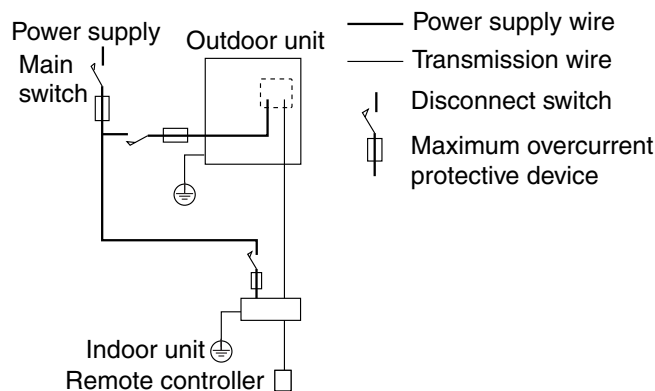 Power supply
Main
switch
Outdoor unit
Indoor unit
Remote controller
Power supply wire
Transmission wire
Disconnect switch
Maximum overcurrent
protective device